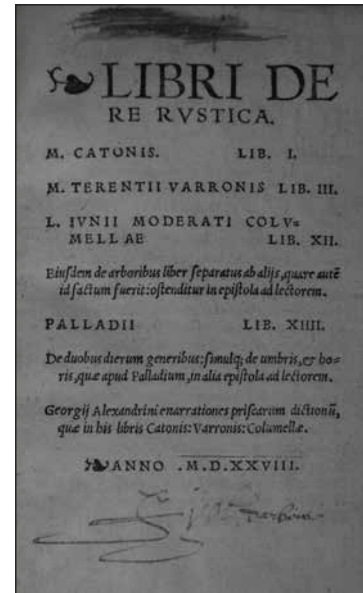 LIBRI DE
RE RVSTICA.
M. CATONIS. LIB. I.
M. TERENTII VARRONIS LIB. III.
L. IVNII MODERATI COLV=
MELLAE LIB. XII.
Eiusdem de arboribus liber separatus ab alijs, quare autē
id factum fuerit: ostenditur in epistola ad lectorem.
PALLADII LIB. XIIII.
De duobus dierum generibus: simulq; de umbris, & ho=
ris, quæ apud Palladium, in alia epistola ad lectorem.
Georgij Alexandrini enarrationes priscarum dictionū,
quæ in his libris Catonis: Varronis: Columellæ.
ANNO .M.D.XXVIII.